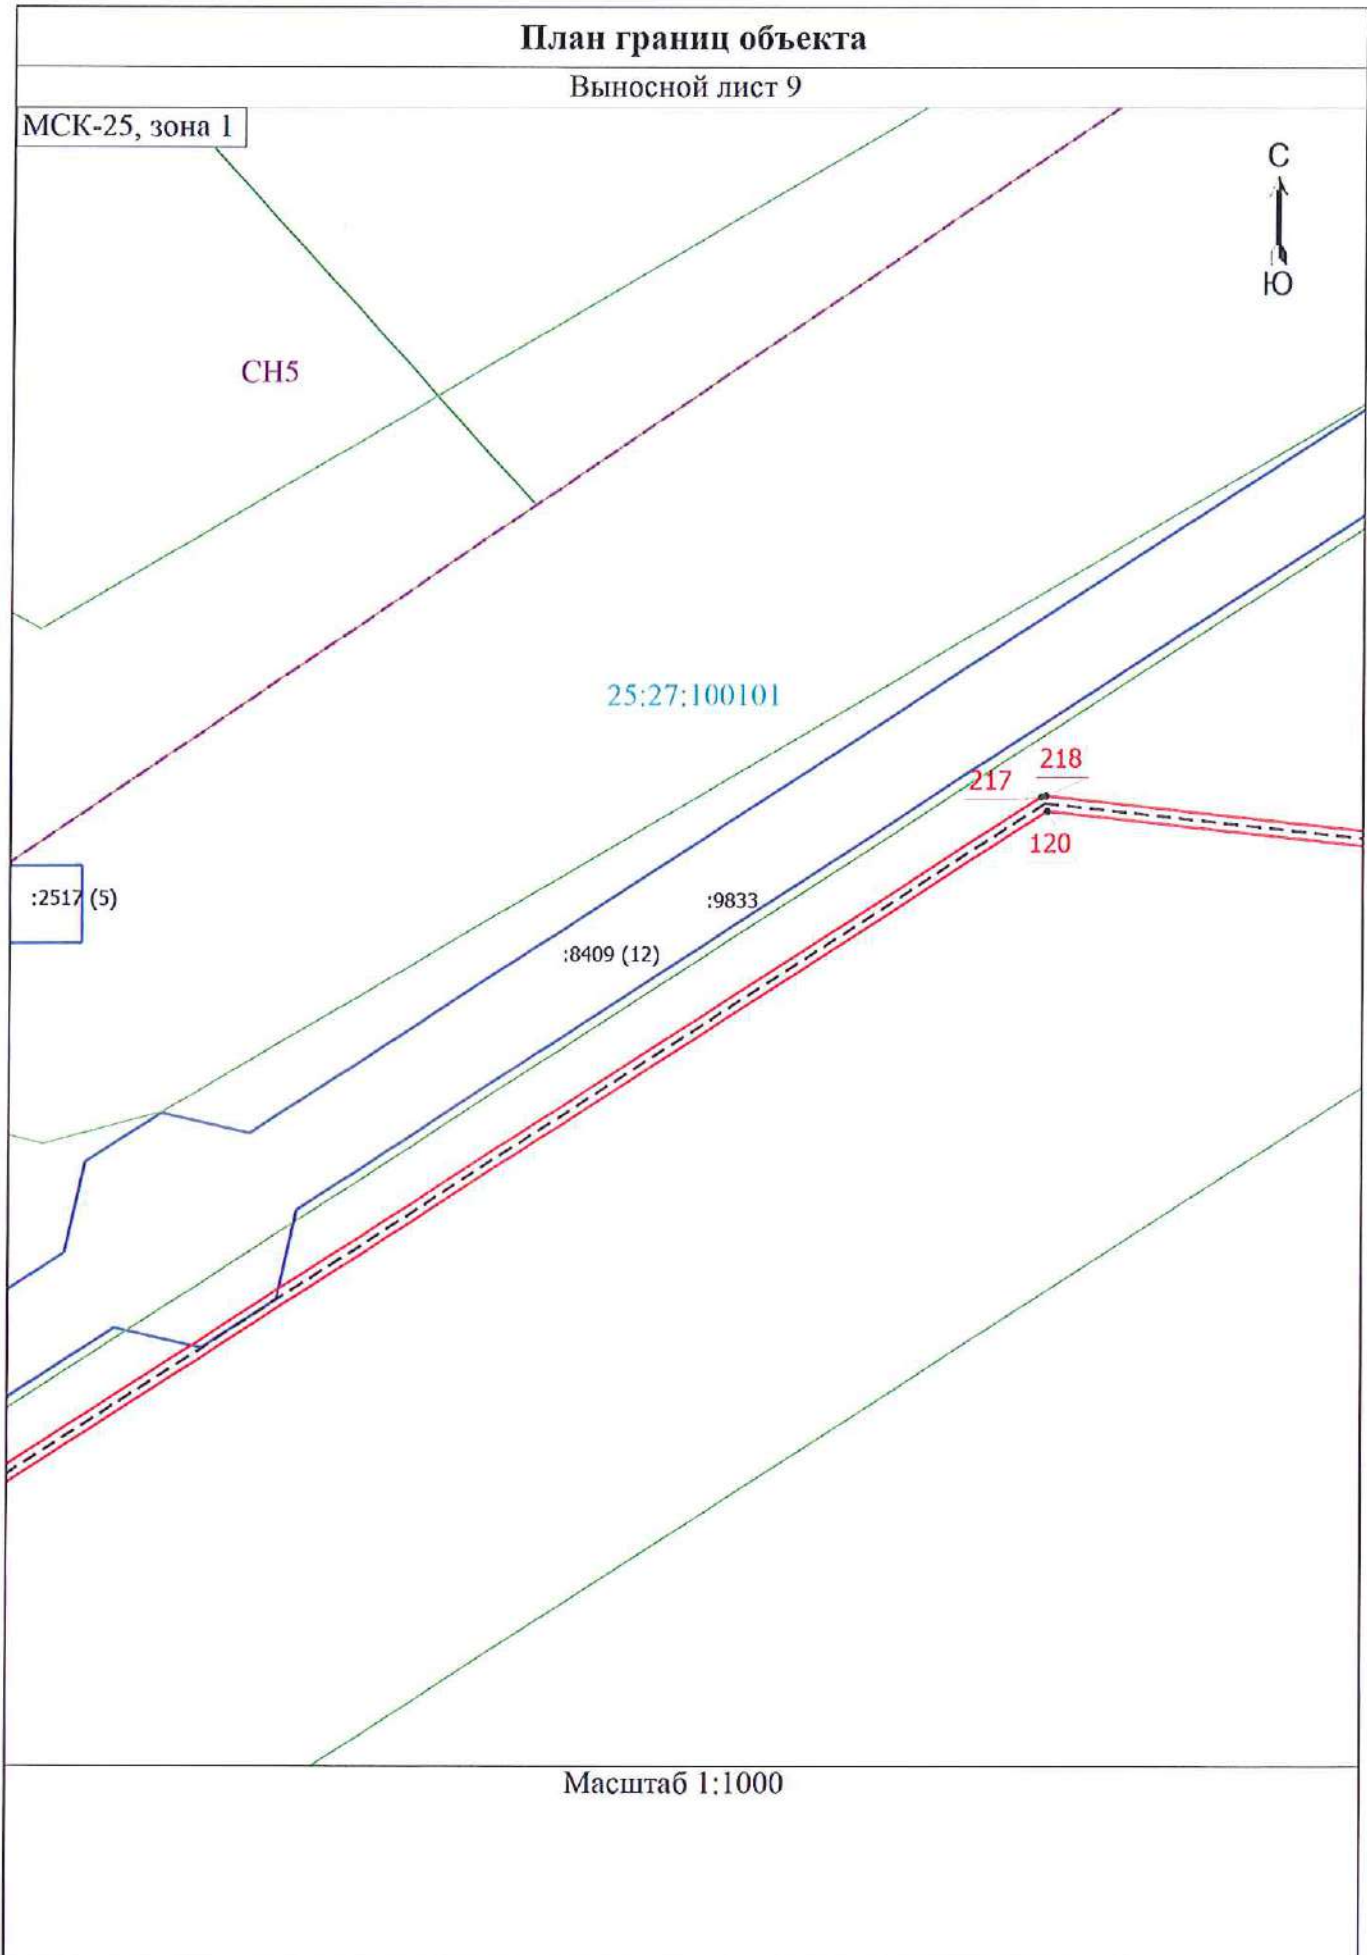 План границ объекта
Выносной лист 9
МСК-25, зона 1
С
Ю
СН5
25:27:100101
218
217
120
:2517 (5)
:9833
:8409 (12)
Масштаб 1:1000